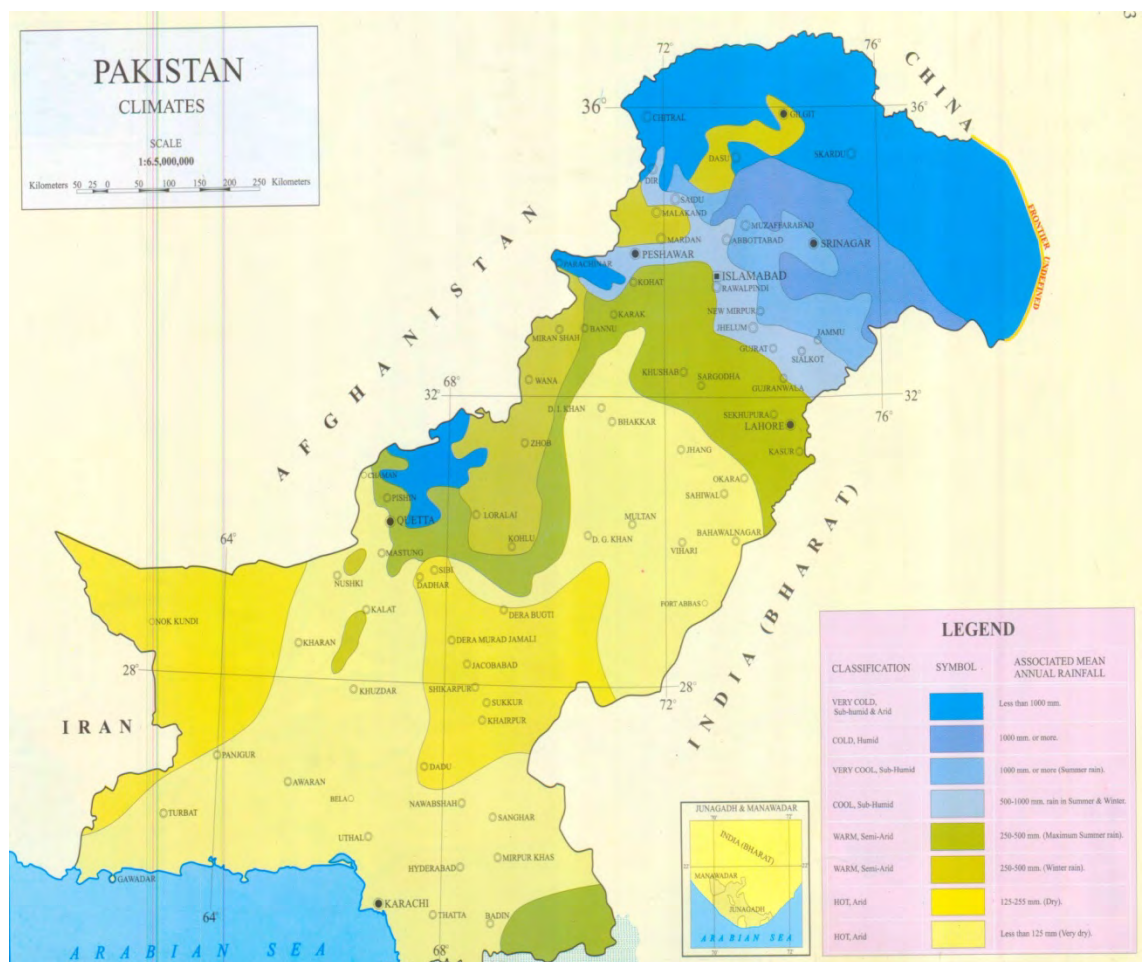 3
PAKISTAN
CLIMATES
SCALE
1:6.5,000,000
Kilometers 50 25 0 50 100 150 200 250 Kilometers
72°
76°
CHINA
36°
36°
CHITRAL
GILGIT
DASU
SKARDU
DIR
SAIDU
MALAKAND
MUZAFFARABAD
MARDAN
ABBOTTABAD
SRINAGAR
PESHAWAR
PARACHINAR
ISLAMABAD
RAWALPINDI
KOHAT
FRONTIER UNDEFINED
AFGHANISTAN
KARAK
NEW MIRPUR
BANNU
JHELUM
MIRAN SHAH
JAMMU
GUJRAT
SIALKOT
KHUSHAB
SARGODHA
WANA
GUJRANWALA
68°
32°
32°
76°
D. I. KHAN
BHAKKAR
SEKHUPURA
LAHORE
ZHOB
JHANG
KASUR
CHAMAN
OKARA
PISHIN
SAHIWAL
LORALAI
QUETTA
MULTAN
KOHLU
D. G. KHAN
BAHAWALNAGAR
VIHARI
64°
MASTUNG
SIBI
NUSHKI
DADHAR
FORT ABBAS
KALAT
DERA BUGTI
NOK KUNDI
KHARAN
DERA MURAD JAMALI
INDIA (BHARAT)
28°
JACOBABAD
KHUZDAR
SHIKARPUR
28°
72°
SUKKUR
IRAN
KHAIRPUR
PANJGUR
DADU
AWARAN
BELA
NAWABSHAH
TURBAT
SANGHAR
UTHAL
MIRPUR KHAS
HYDERABAD
GAWADAR
KARACHI
64°
THATTA
BADIN
68°
ARABIAN SEA
JUNAGADH & MANAWADAR
70°
72°
INDIA (BHARAT)
22°
22°
MANAWADAR
JUNAGADH
ARABIAN SEA
70°
72°
LEGEND
CLASSIFICATION SYMBOL ASSOCIATED MEAN
ANNUAL RAINFALL
VERY COLD,
Sub-humid & Arid
Less than 1000 mm.
COLD, Humid
1000 mm. or more.
VERY COOL, Sub-Humid
1000 mm. or more (Summer rain).
COOL, Sub-Humid
500-1000 mm. rain in Summer & Winter.
WARM, Semi-Arid
250-500 mm. (Maximum Summer rain).
WARM, Semi-Arid
250-500 mm. (Winter rain).
HOT, Arid
125-255 mm. (Dry).
HOT, Arid
Less than 125 mm (Very dry).